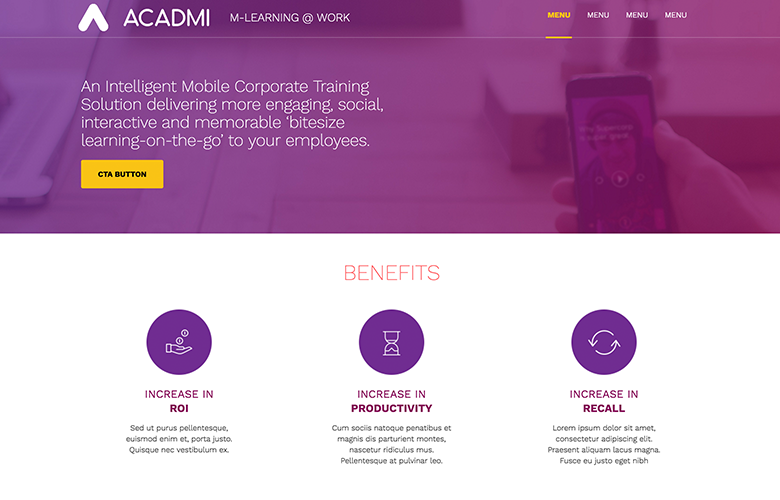 ACADMI M-LEARNING @ WORK MENU MENU MENU MENU
An Intelligent Mobile Corporate Training
Solution delivering more engaging, social,
interactive and memorable ‘bitesize
learning-on-the-go’ to your employees.
CTA BUTTON
BENEFITS
INCREASE IN
ROI
Sed ut purus pellentesque,
euismod enim et, porta justo.
Quisque nec vestibulum ex.
INCREASE IN
PRODUCTIVITY
Cum sociis natoque penatibus et
magnis dis parturient montes,
nascetur ridiculus mus.
Pellentesque at pulvinar leo.
INCREASE IN
RECALL
Lorem ipsum dolor sit amet,
consectetur adipiscing elit.
Praesent aliquam lacus magna.
Fusce eu justo eget nibh